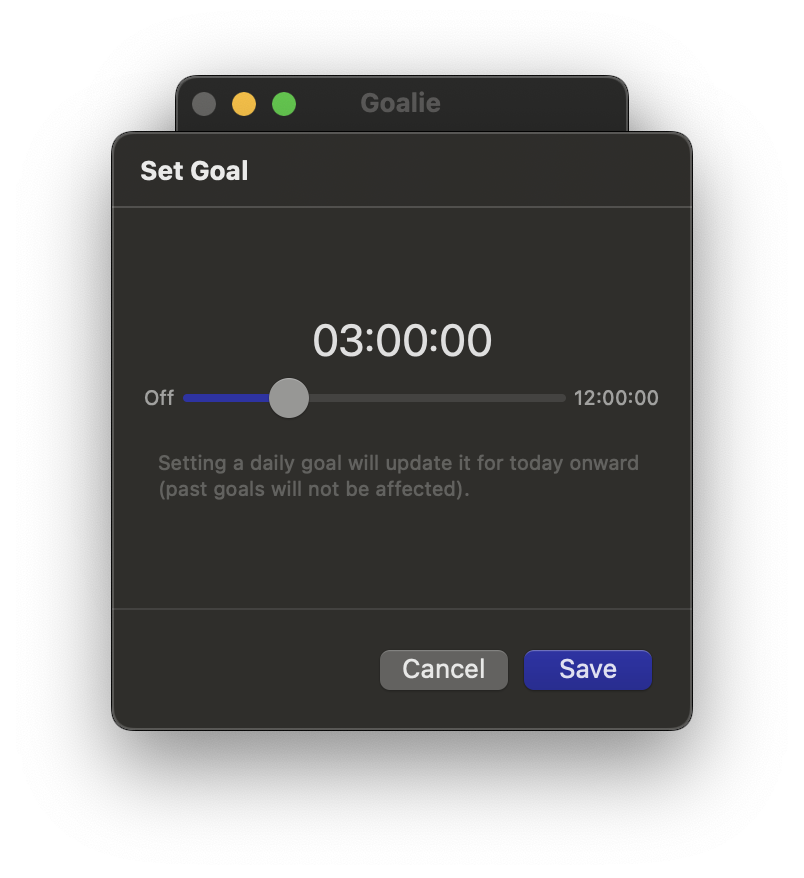 Goalie
Set Goal
03:00:00
Off 12:00:00
Setting a daily goal will update it for today onward
(past goals will not be affected).
Cancel Save